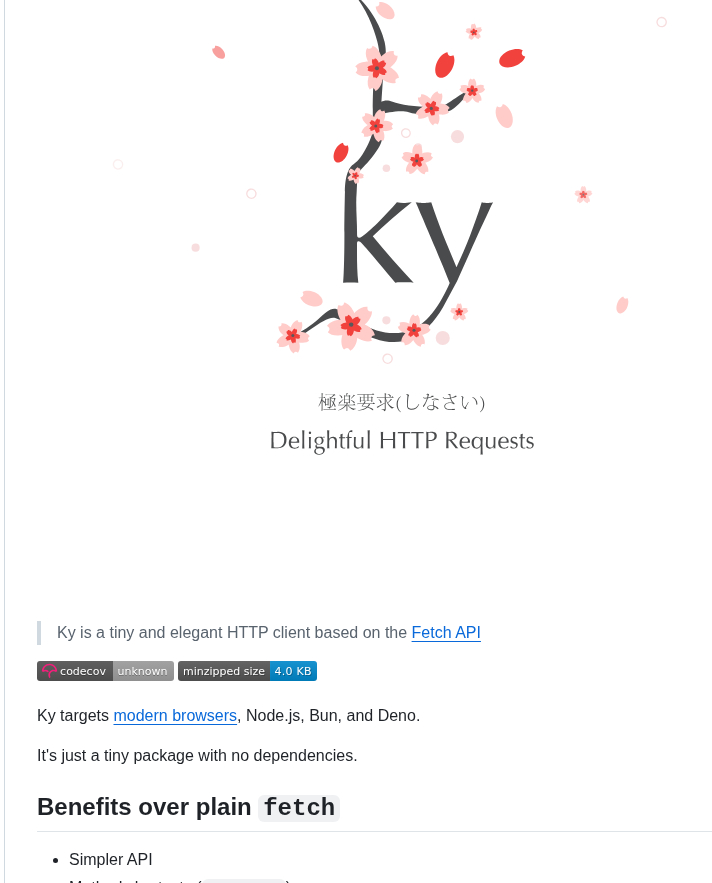 ky
極楽要求(しなさい)
Delightful HTTP Requests
Ky is a tiny and elegant HTTP client based on the Fetch API
codecov unknown minzipped size 4.0 KB
Ky targets modern browsers, Node.js, Bun, and Deno.
It's just a tiny package with no dependencies.
Benefits over plain fetch
• Simpler API